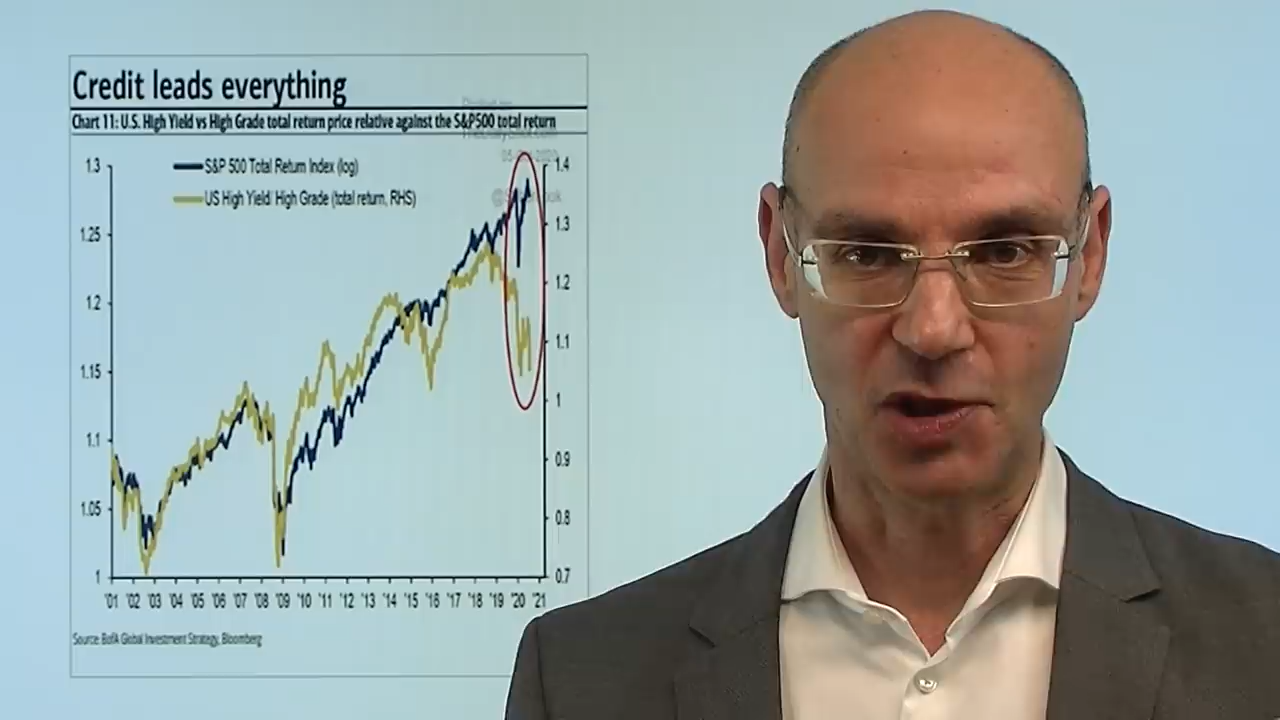 Credit leads everything
Chart 11: U.S. High Yield vs High Grade total return price relative against the S&P500 total return
S&P 500 Total Return Index (log)
US High Yield/ High Grade (total return, RHS)
1.3
1.25
1.2
1.15
1.1
1.05
1
1.4
1.3
1.2
1.1
1
0.9
0.8
0.7
'01 '02 '03 '04 '05 '06 '07 '08 '09 '10 '11 '12 '13 '14 '15 '16 '17 '18 '19 '20 '21
Source: BofA Global Investment Strategy, Bloomberg